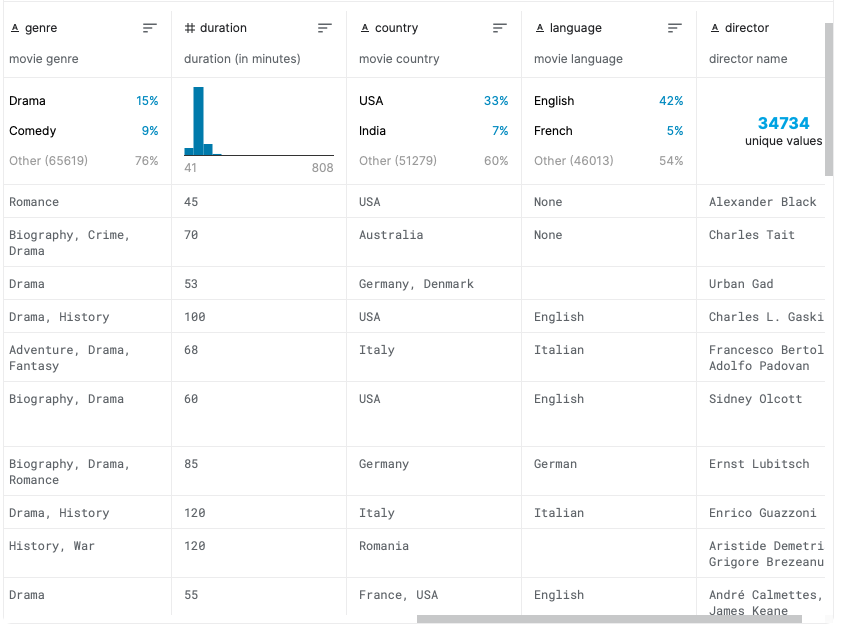 A genre # duration A country A language A director
movie genre duration (in minutes) movie country movie language director name
Drama 15% USA 33% English 42%
34734
Comedy 9% India 7% French 5%
unique values
Other (65619) 76% 41 808 Other (51279) 60% Other (46013) 54%
Romance 45 USA None Alexander Black
Biography, Crime, 70 Australia None Charles Tait
Drama
Drama 53 Germany, Denmark Urban Gad
Drama, History 100 USA English Charles L. Gaski
Adventure, Drama, 68 Italy Italian Francesco Bertol
Fantasy Adolfo Padovan
Biography, Drama 60 USA English Sidney Olcott
Biography, Drama, 85 Germany German Ernst Lubitsch
Romance
Drama, History 120 Italy Italian Enrico Guazzoni
History, War 120 Romania Aristide Demetri
Grigore Brezeanu
Drama 55 France, USA English André Calmettes,
James Keane